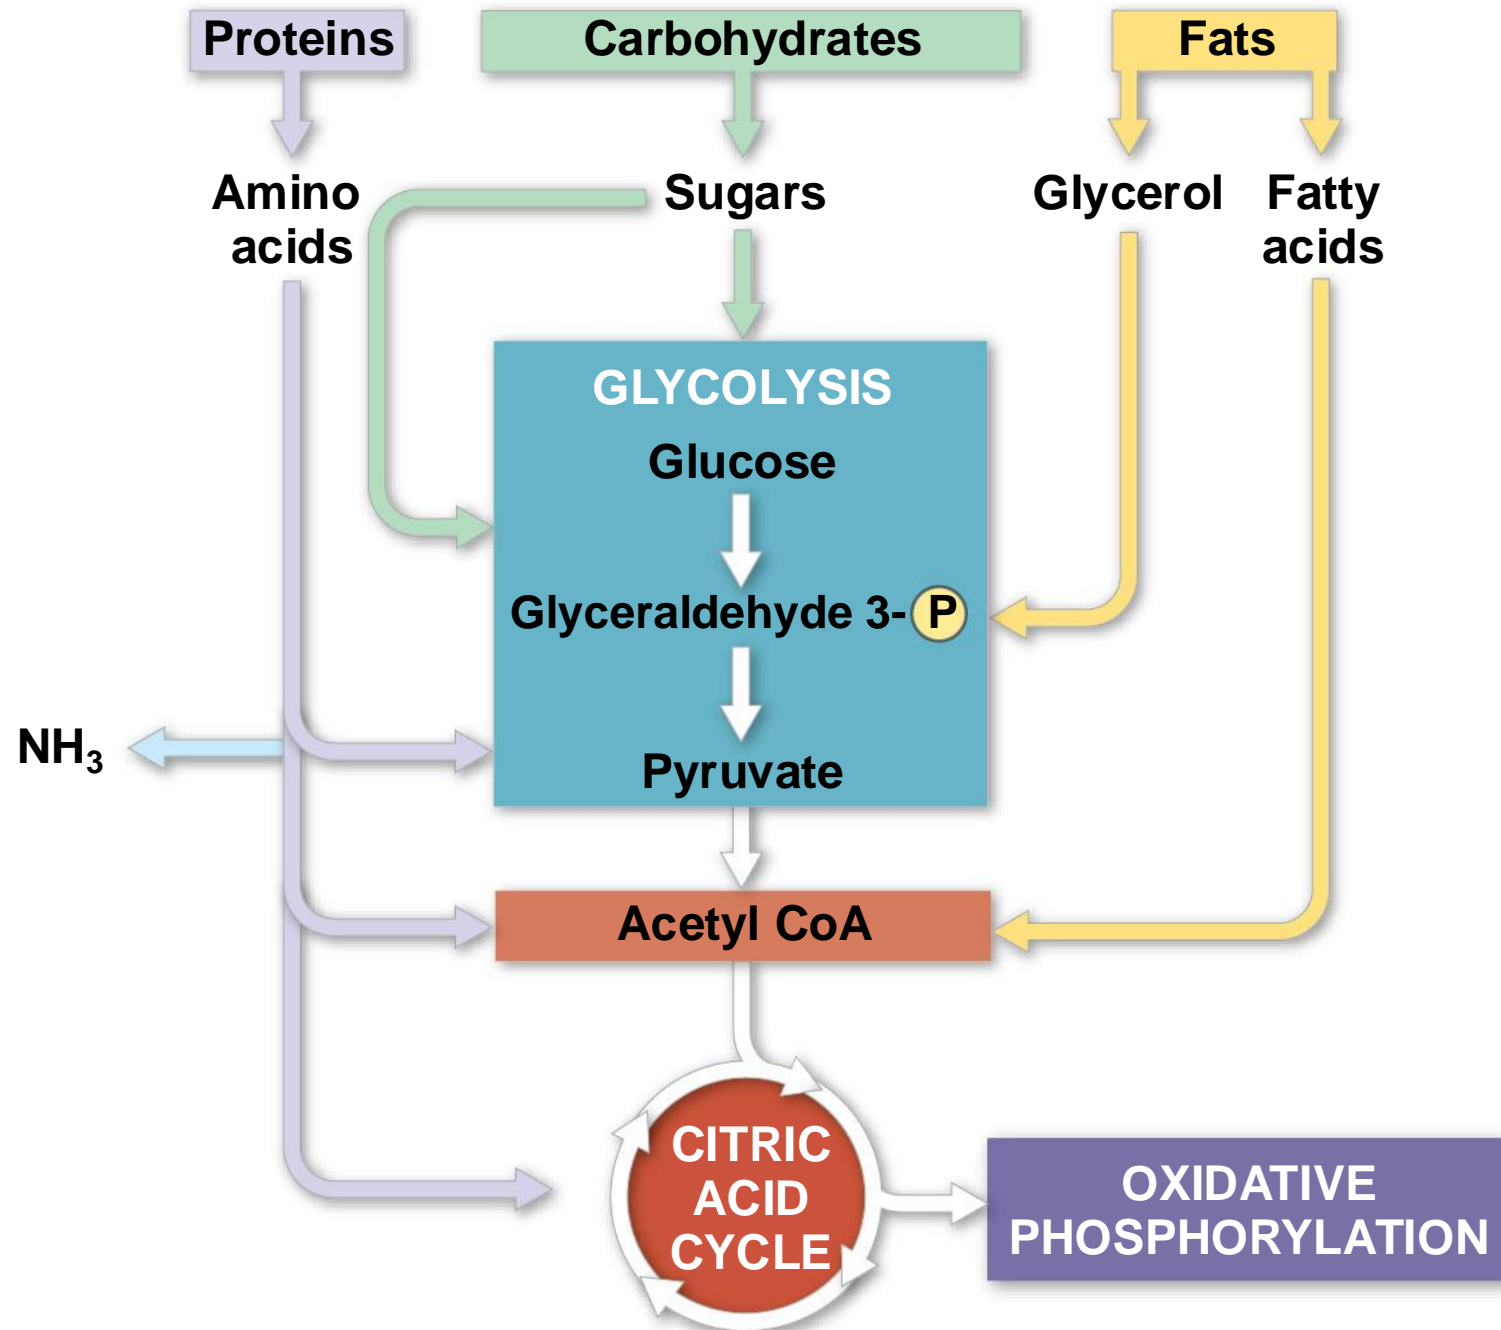 Proteins
Carbohydrates
Fats
Amino
acids
Sugars
Glycerol
Fatty
acids
GLYCOLYSIS
Glucose
Glyceraldehyde 3- P
NH₃
Pyruvate
Acetyl CoA
CITRIC
ACID
CYCLE
OXIDATIVE
PHOSPHORYLATION